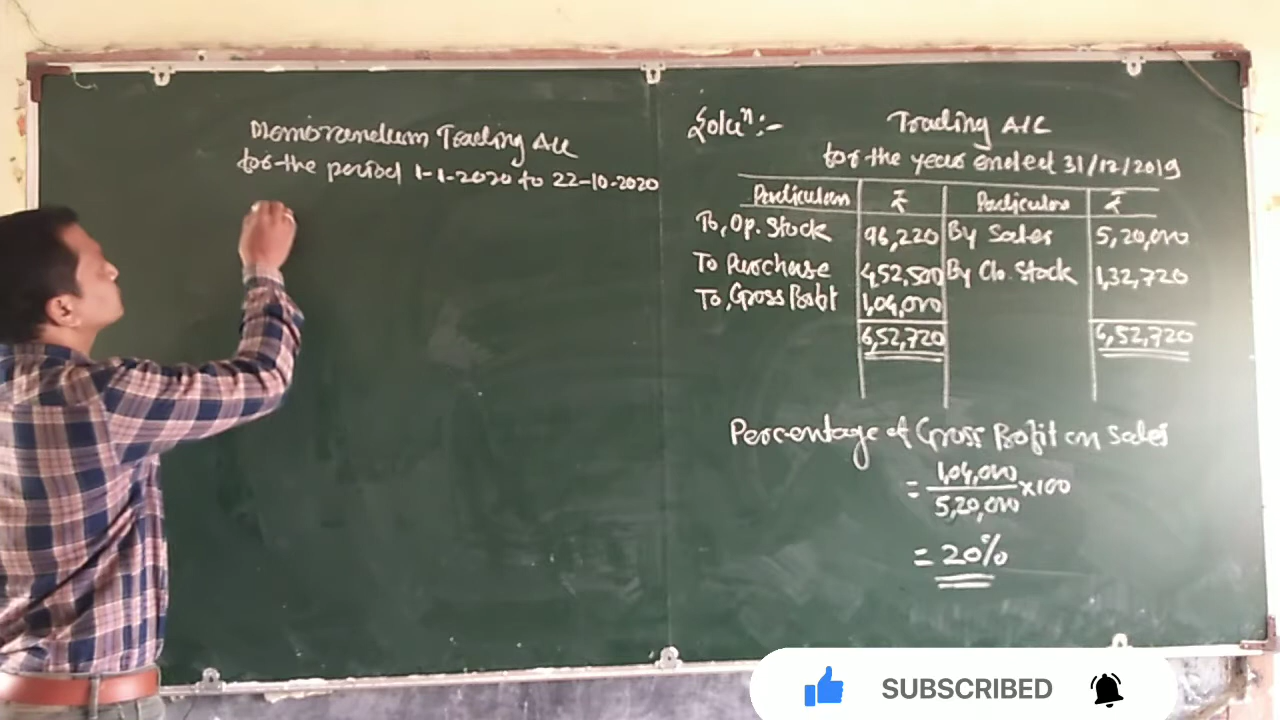 Memorandum Trading A/c
for the period 1-1-2020 to 22-10-2020
Soluⁿ:-
Trading A/C
for the year ended 31/12/2019
Particulars ₹ Particulars ₹
To, Op. Stock 96,220 By Sales 5,20,000
To Purchase 4,52,500 By Clo. Stock 1,32,720
To, Gross Profit 1,04,000
6,52,720 6,52,720
Percentage of Gross Profit on Sales
= 1,04,000 / 5,20,000 × 100
= 20%
SUBSCRIBED